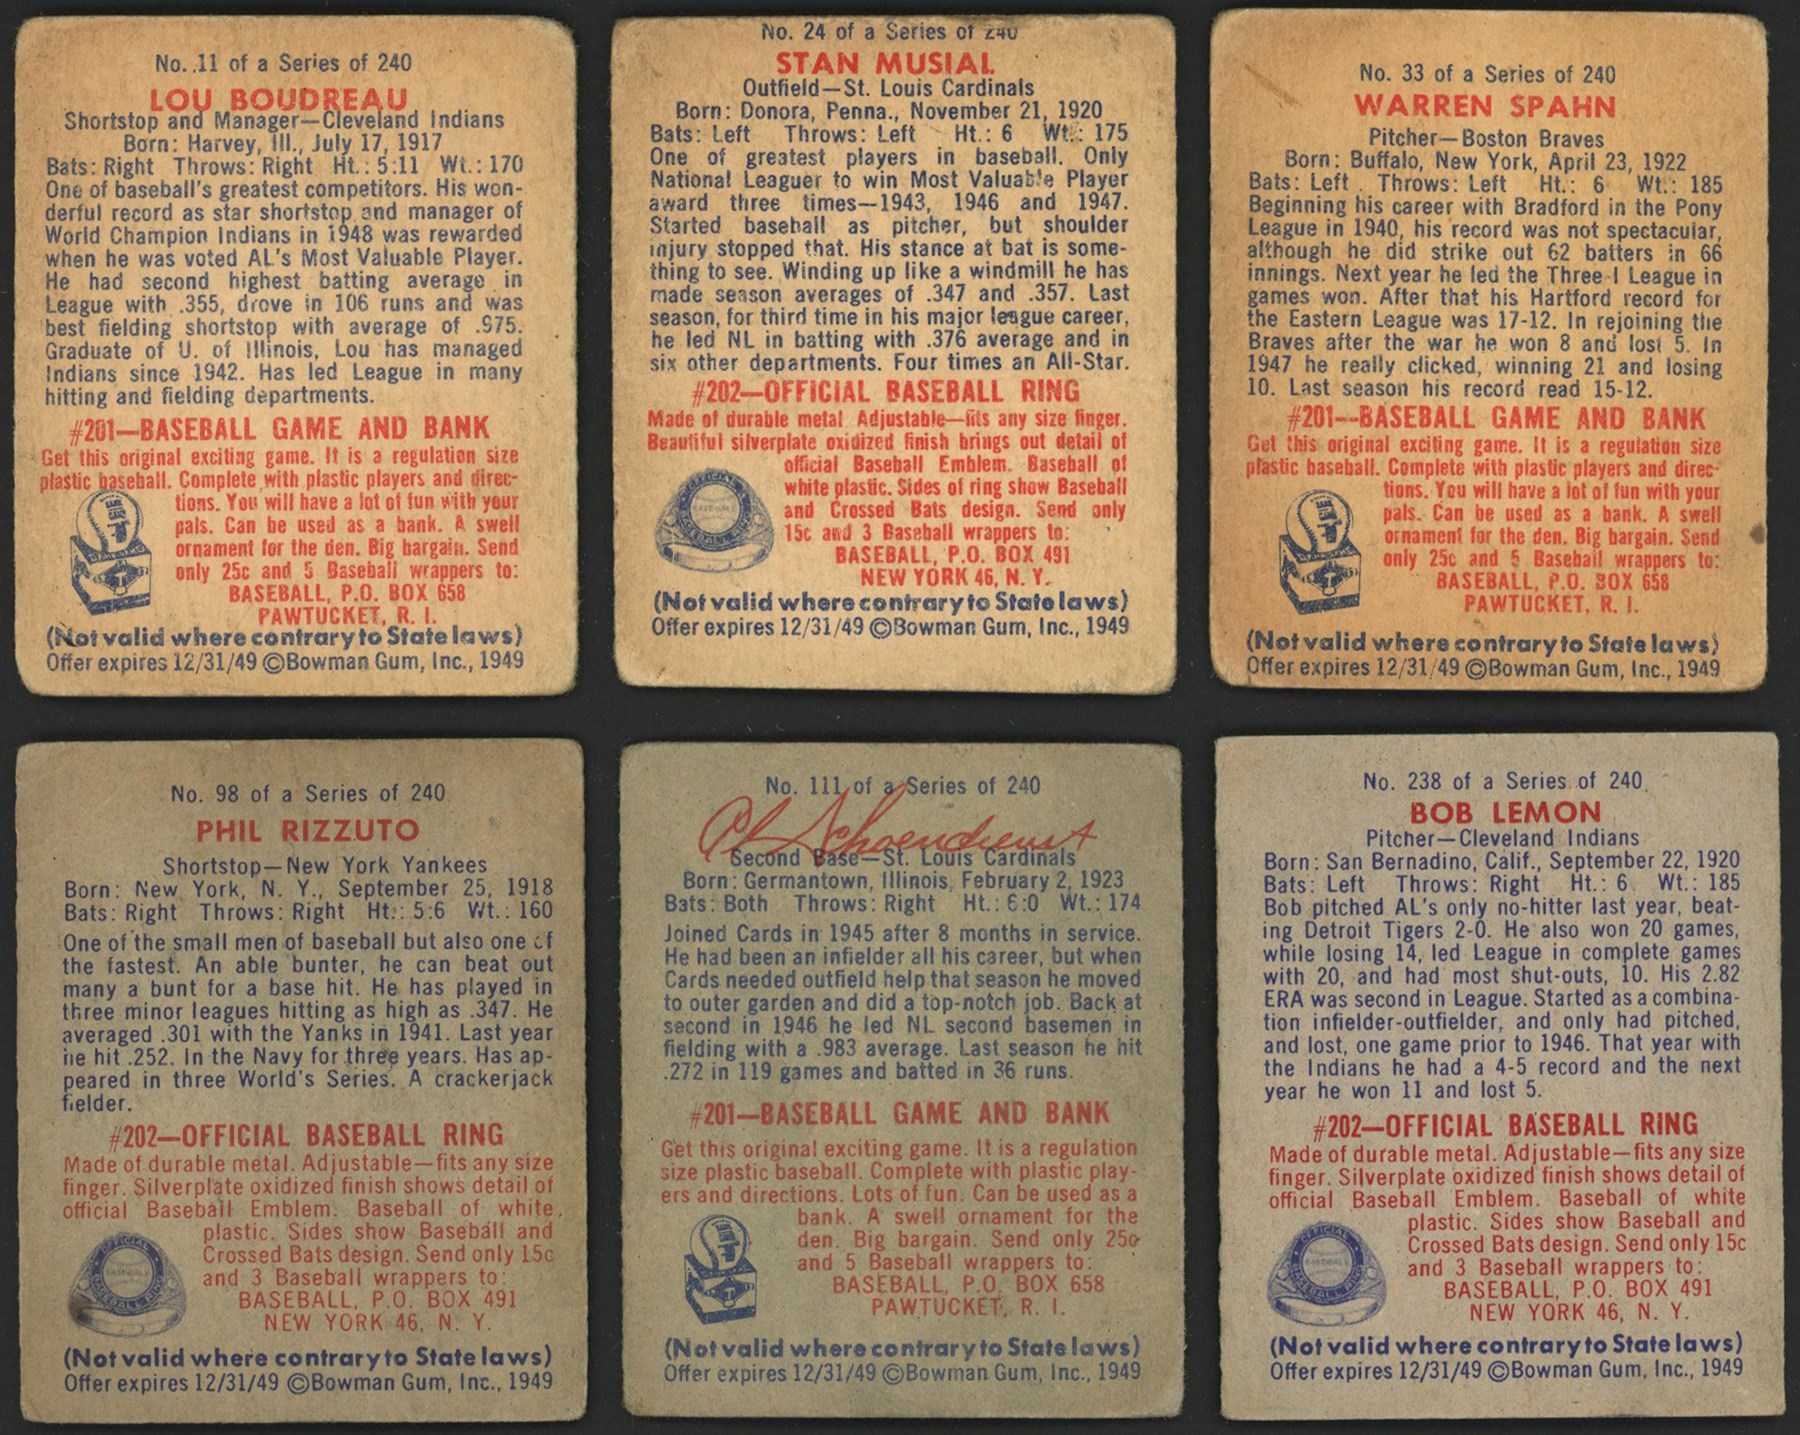 No. 11 of a Series of 240
LOU BOUDREAU
Shortstop and Manager—Cleveland Indians
Born: Harvey, Ill., July 17, 1917
Bats: Right Throws: Right Ht.: 5:11 Wt.: 170
One of baseball's greatest competitors. His won-
derful record as star shortstop and manager of
World Champion Indians in 1948 was rewarded
when he was voted AL's Most Valuable Player.
He had second highest batting average in
League with .355, drove in 106 runs and was
best fielding shortstop with average of .975.
Graduate of U. of Illinois, Lou has managed
Indians since 1942. Has led League in many
hitting and fielding departments.
#201—BASEBALL GAME AND BANK
Get this original exciting game. It is a regulation size
plastic baseball. Complete with plastic players and direc-
tions. You will have a lot of fun with your
pals. Can be used as a bank. A swell
ornament for the den. Big bargain. Send
only 25c and 5 Baseball wrappers to:
BASEBALL, P.O. BOX 658
PAWTUCKET, R. I.
(Not valid where contrary to State laws)
Offer expires 12/31/49 ©Bowman Gum, Inc., 1949
No. 24 of a Series of 240
STAN MUSIAL
Outfield—St. Louis Cardinals
Born: Donora, Penna., November 21, 1920
Bats: Left Throws: Left Ht.: 6 Wt.: 175
One of greatest players in baseball. Only
National Leaguer to win Most Valuable Player
award three times—1943, 1946 and 1947.
Started baseball as pitcher, but shoulder
injury stopped that. His stance at bat is some-
thing to see. Winding up like a windmill he has
made season averages of .347 and .357. Last
season, for third time in his major league career,
he led NL in batting with .376 average and in
six other departments. Four times an All-Star.
#202—OFFICIAL BASEBALL RING
Made of durable metal Adjustable—fits any size finger.
Beautiful silverplate oxidized finish brings out detail of
official Baseball Emblem. Baseball of
white plastic. Sides of ring show Baseball
and Crossed Bats design. Send only
15c and 3 Baseball wrappers to:
BASEBALL, P.O. BOX 491
NEW YORK 46, N. Y.
(Not valid where contrary to State laws)
Offer expires 12/31/49 ©Bowman Gum, Inc., 1949
No. 33 of a Series of 240
WARREN SPAHN
Pitcher—Boston Braves
Born: Buffalo, New York, April 23, 1922
Bats: Left Throws: Left Ht.: 6 Wt.: 185
Beginning his career with Bradford in the Pony
League in 1940, his record was not spectacular,
although he did strike out 62 batters in 66
innings. Next year he led the Three-I League in
games won. After that his Hartford record for
the Eastern League was 17-12. In rejoining the
Braves after the war he won 8 and lost 5. In
1947 he really clicked, winning 21 and losing
10. Last season his record read 15-12.
#201--BASEBALL GAME AND BANK
Get this original exciting game. It is a regulation size
plastic baseball. Complete with plastic players and direc-
tions. You will have a lot of fun with your
pals. Can be used as a bank. A swell
ornament for the den. Big bargain. Send
only 25c and 5 Baseball wrappers to:
BASEBALL, P.O. BOX 658
PAWTUCKET, R. I.
(Not valid where contrary to State laws)
Offer expires 12/31/49 ©Bowman Gum, Inc., 1949
No. 98 of a Series of 240
PHIL RIZZUTO
Shortstop—New York Yankees
Born: New York, N. Y., September 25, 1918
Bats: Right Throws: Right Ht.: 5:6 Wt.: 160
One of the small men of baseball but also one of
the fastest. An able bunter, he can beat out
many a bunt for a base hit. He has played in
three minor leagues hitting as high as .347. He
averaged .301 with the Yanks in 1941. Last year
he hit .252. In the Navy for three years. Has ap-
peared in three World's Series. A crackerjack
fielder.
#202—OFFICIAL BASEBALL RING
Made of durable metal. Adjustable—fits any size
finger. Silverplate oxidized finish shows detail of
official Baseball Emblem. Baseball of white
plastic. Sides show Baseball and
Crossed Bats design. Send only 15c
and 3 Baseball wrappers to:
OFFICIAL
BASEBALL RING
BASEBALL, P.O. BOX 491
NEW YORK 46, N. Y.
(Not valid where contrary to State laws)
Offer expires 12/31/49 ©Bowman Gum, Inc., 1949
No. 111 of a Series of 240
Al Schoendienst
Second Base—St. Louis Cardinals
Born: Germantown, Illinois, February 2, 1923
Bats: Both Throws: Right Ht.: 6:0 Wt.: 174
Joined Cards in 1945 after 8 months in service.
He had been an infielder all his career, but when
Cards needed outfield help that season he moved
to outer garden and did a top-notch job. Back at
second in 1946 he led NL second basemen in
fielding with a .983 average. Last season he hit
.272 in 119 games and batted in 36 runs.
#201—BASEBALL GAME AND BANK
Get this original exciting game. It is a regulation
size plastic baseball. Complete with plastic play-
ers and directions. Lots of fun. Can be used as a
bank. A swell ornament for the
den. Big bargain. Send only 25c
and 5 Baseball wrappers to:
BASEBALL, P.O. BOX 658
PAWTUCKET, R. I.
(Not valid where contrary to State laws)
Offer expires 12/31/49 ©Bowman Gum, Inc., 1949
No. 238 of a Series of 240
BOB LEMON
Pitcher—Cleveland Indians
Born: San Bernadino, Calif., September 22, 1920
Bats: Left Throws: Right Ht.: 6 Wt.: 185
Bob pitched AL's only no-hitter last year, beat-
ing Detroit Tigers 2-0. He also won 20 games,
while losing 14, led League in complete games
with 20, and had most shut-outs, 10. His 2.82
ERA was second in League. Started as a combina-
tion infielder-outfielder, and only had pitched,
and lost, one game prior to 1946. That year with
the Indians he had a 4-5 record and the next
year he won 11 and lost 5.
#202—OFFICIAL BASEBALL RING
Made of durable metal. Adjustable—fits any size
finger. Silverplate oxidized finish shows detail of
official Baseball Emblem. Baseball of white
plastic. Sides show Baseball and
Crossed Bats design. Send only 15c
and 3 Baseball wrappers to:
OFFICIAL
BASEBALL RING
BASEBALL, P.O. BOX 491
NEW YORK 46, N. Y.
(Not valid where contrary to State laws)
Offer expires 12/31/49 ©Bowman Gum, Inc., 1949